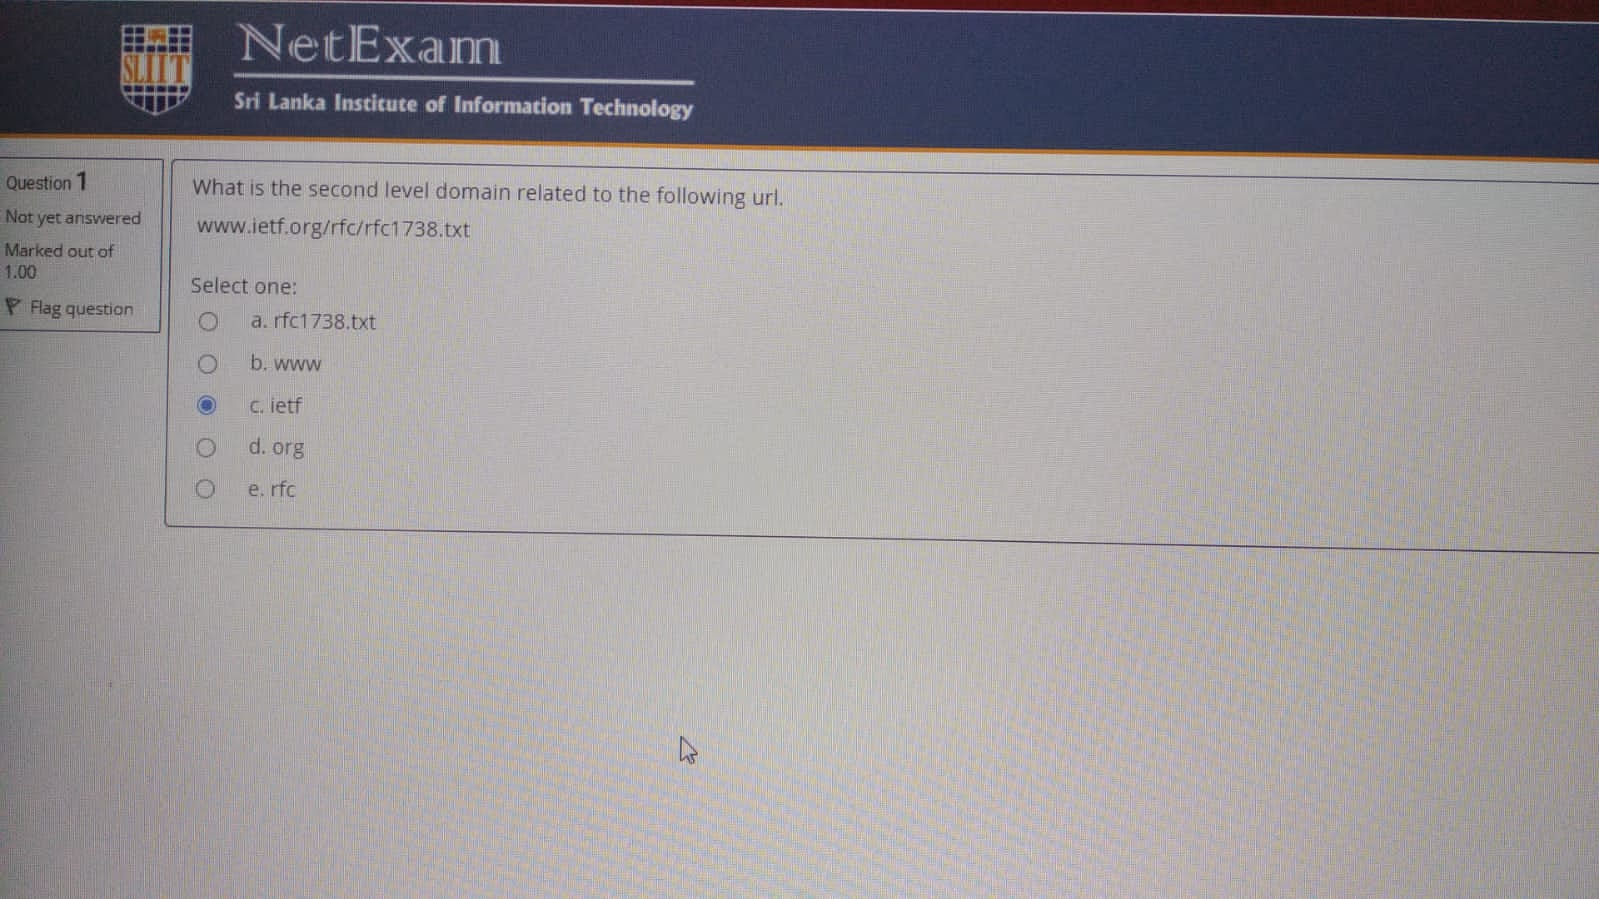 SLIIT
NetExam
Sri Lanka Institute of Information Technology
Question 1
Not yet answered
Marked out of
1.00
Flag question
What is the second level domain related to the following url.
www.ietf.org/rfc/rfc1738.txt
Select one:
a. rfc1738.txt
b. www
c. ietf
d. org
e. rfc